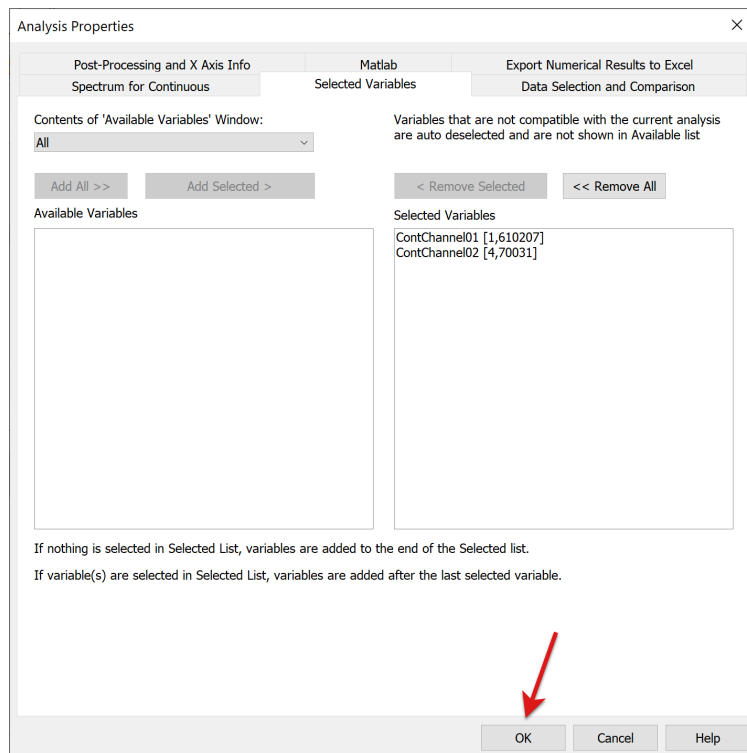 Analysis Properties
Post-Processing and X Axis Info
Matlab
Export Numerical Results to Excel
Spectrum for Continuous
Selected Variables
Data Selection and Comparison
Contents of 'Available Variables' Window:
All
Variables that are not compatible with the current analysis
are auto deselected and are not shown in Available list
Add All >>
Add Selected >
< Remove Selected
<< Remove All
Available Variables
Selected Variables
ContChannel01 [1,610207]
ContChannel02 [4,70031]
If nothing is selected in Selected List, variables are added to the end of the Selected list.
If variable(s) are selected in Selected List, variables are added after the last selected variable.
OK
Cancel
Help